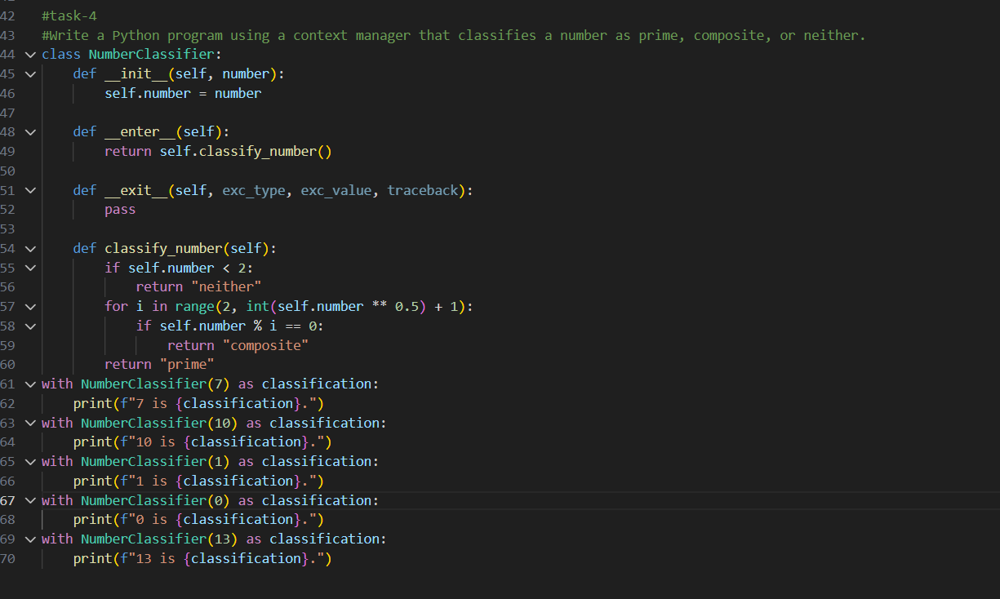 42 #task-4
43 #Write a Python program using a context manager that classifies a number as prime, composite, or neither.
44 class NumberClassifier:
45     def __init__(self, number):
46         self.number = number
47
48     def __enter__(self):
49         return self.classify_number()
50
51     def __exit__(self, exc_type, exc_value, traceback):
52         pass
53
54     def classify_number(self):
55         if self.number < 2:
56             return "neither"
57         for i in range(2, int(self.number ** 0.5) + 1):
58             if self.number % i == 0:
59                 return "composite"
60         return "prime"
61 with NumberClassifier(7) as classification:
62     print(f"7 is {classification}.")
63 with NumberClassifier(10) as classification:
64     print(f"10 is {classification}.")
65 with NumberClassifier(1) as classification:
66     print(f"1 is {classification}.")
67 with NumberClassifier(0) as classification:
68     print(f"0 is {classification}.")
69 with NumberClassifier(13) as classification:
70     print(f"13 is {classification}.")